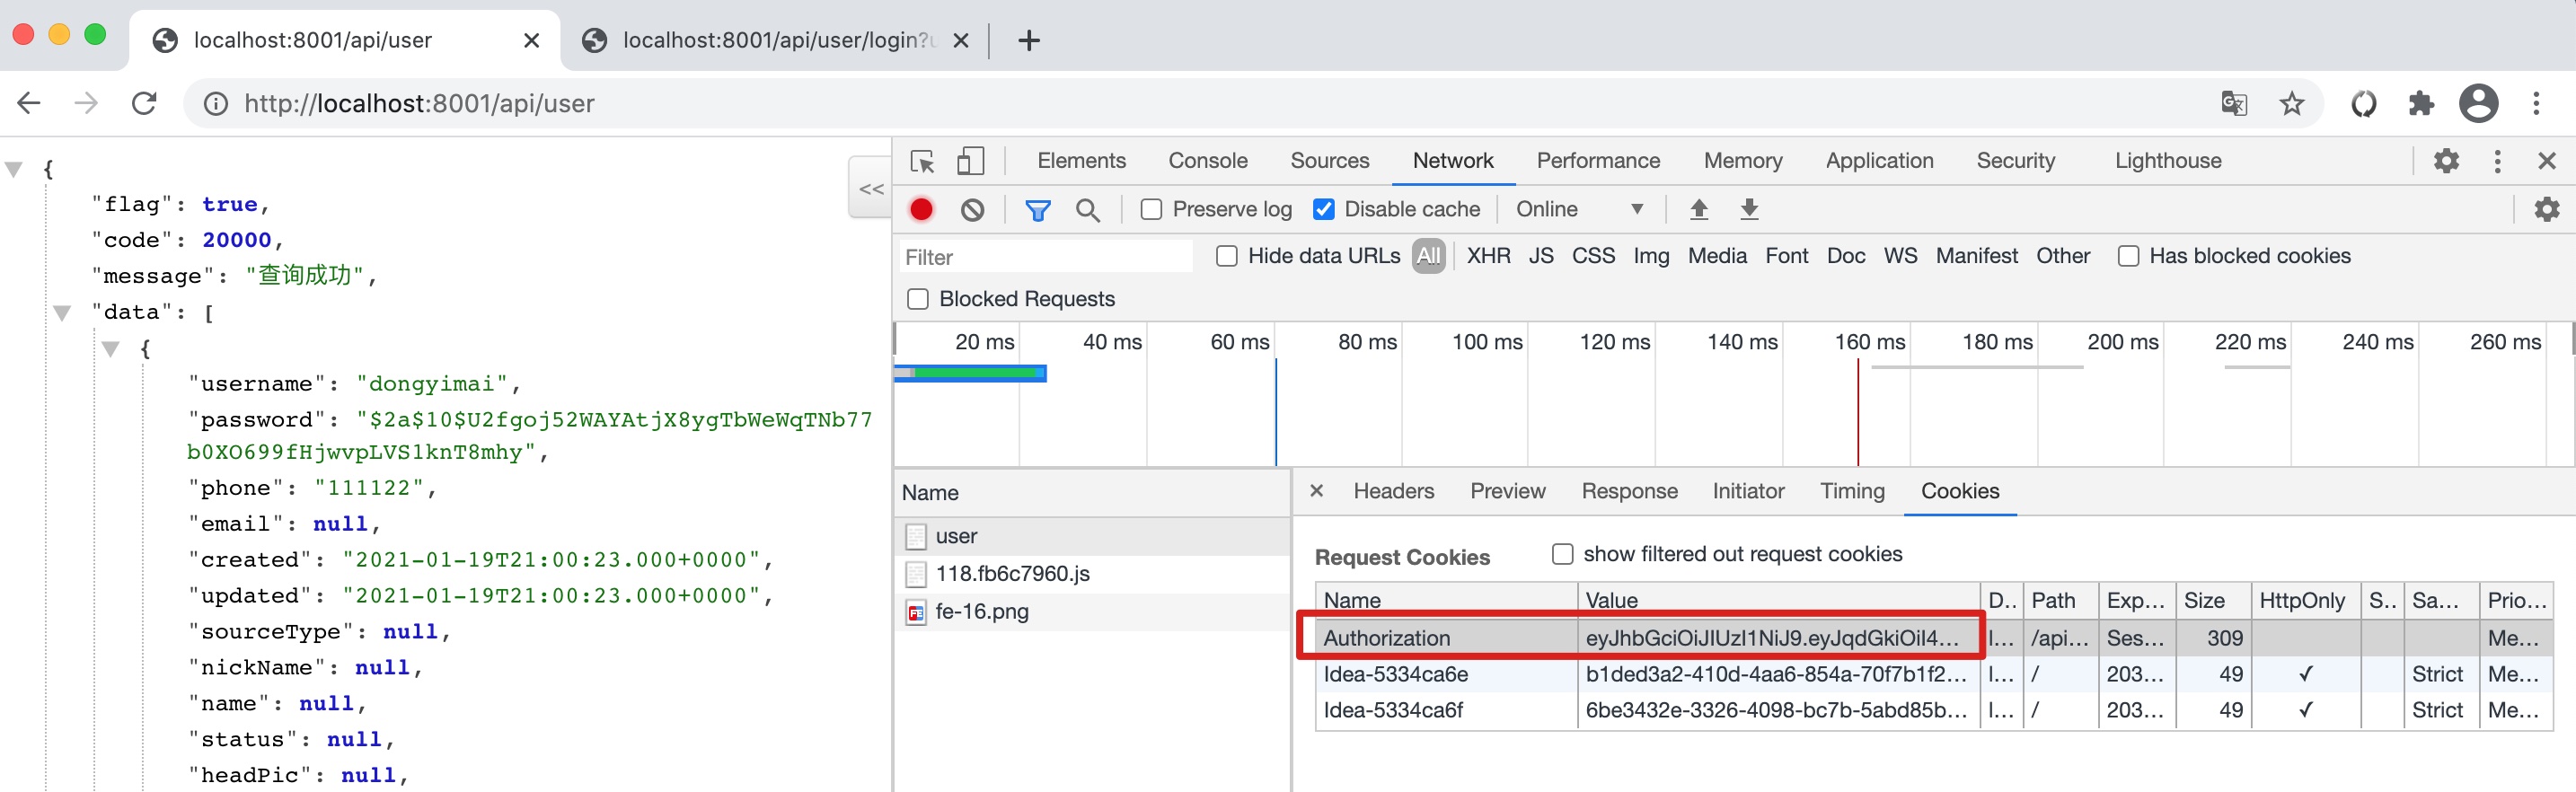 localhost:8001/api/user
localhost:8001/api/user/login?u
http://localhost:8001/api/user
{
"flag": true,
"code": 20000,
"message": "查询成功",
"data": [
{
"username": "dongyimai",
"password": "$2a$10$U2fgoj52WAYAtjX8ygTbWeWqTNb77
b0XO699fHjwvpLVS1knT8mhy",
"phone": "111122",
"email": null,
"created": "2021-01-19T21:00:23.000+0000",
"updated": "2021-01-19T21:00:23.000+0000",
"sourceType": null,
"nickName": null,
"name": null,
"status": null,
"headPic": null,
<<
Elements Console Sources Network Performance Memory Application Security Lighthouse
Preserve log Disable cache Online
Filter Hide data URLs All XHR JS CSS Img Media Font Doc WS Manifest Other Has blocked cookies
Blocked Requests
20 ms 40 ms 60 ms 80 ms 100 ms 120 ms 140 ms 160 ms 180 ms 200 ms 220 ms 240 ms 260 ms
Name
user
118.fb6c7960.js
fe-16.png
Headers Preview Response Initiator Timing Cookies
Request Cookies show filtered out request cookies
Name Value D.. Path Exp... Size HttpOnly S.. Sa... Prio...
Authorization eyJhbGciOiJIUzI1NiJ9.eyJqdGkiOiI4... l... /api... Ses... 309 Me...
Idea-5334ca6e b1ded3a2-410d-4aa6-854a-70f7b1f2... l... / 203... 49 ✓ Strict Me...
Idea-5334ca6f 6be3432e-3326-4098-bc7b-5abd85b... l... / 203... 49 ✓ Strict Me...